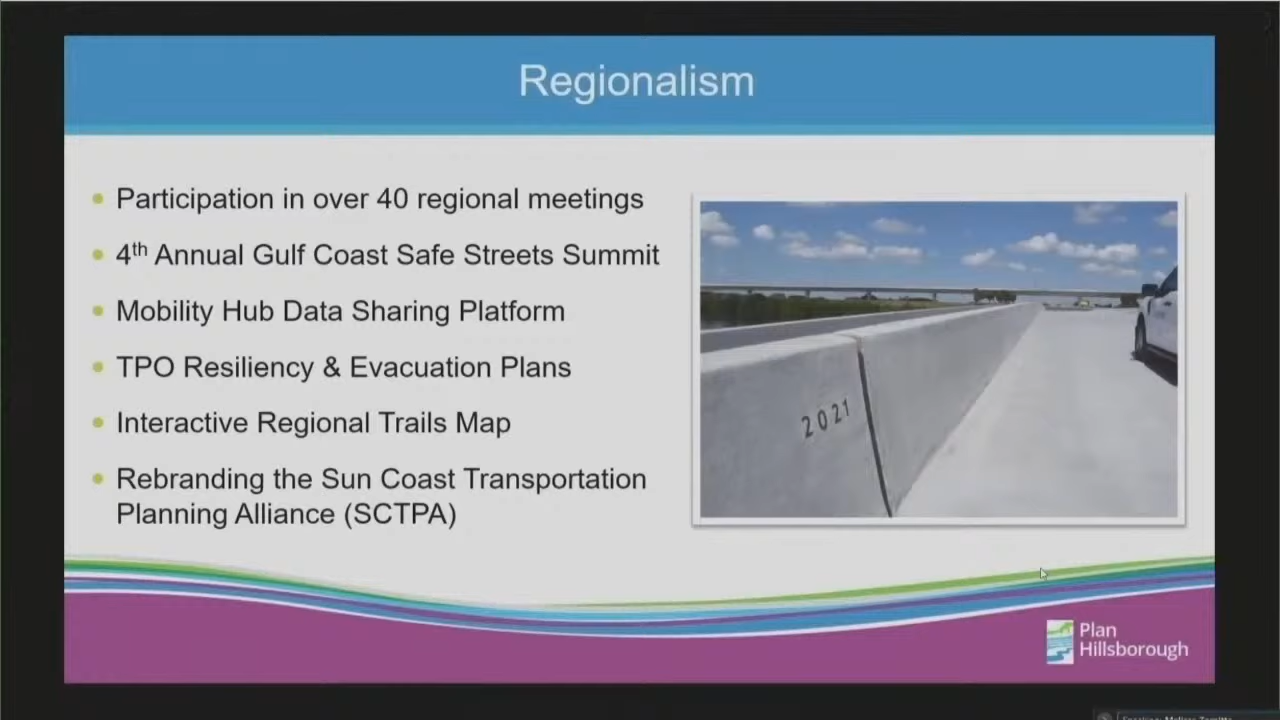 Regionalism
Participation in over 40 regional meetings
4th Annual Gulf Coast Safe Streets Summit
Mobility Hub Data Sharing Platform
TPO Resiliency & Evacuation Plans
Interactive Regional Trails Map
Rebranding the Sun Coast Transportation
Planning Alliance (SCTPA)
2021
Plan
Hillsborough